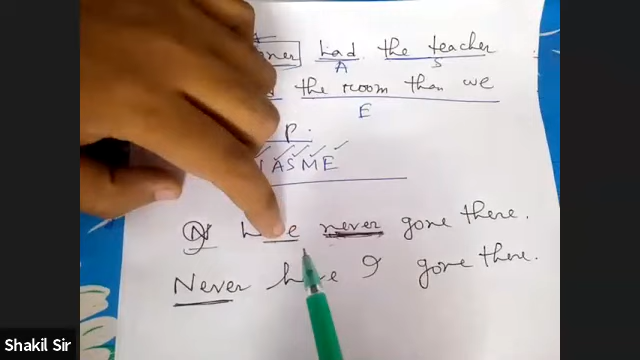 had the teacher
A S
the room than we
E
P.
ASME
have never gone there.
Never have I gone there.
Shakil Sir